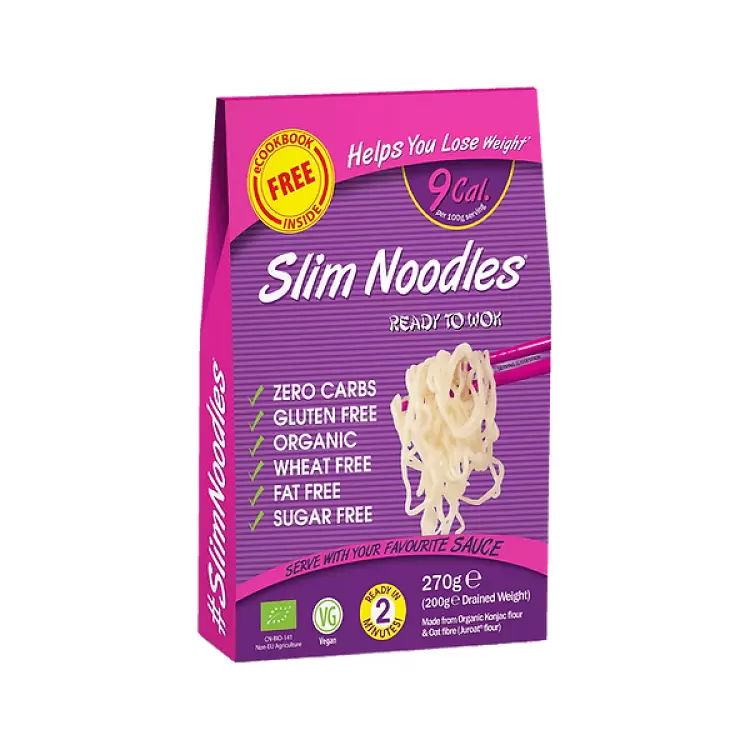 eCOOKBOOK
FREE
INSIDE
Helps You Lose Weight*
9 Cal.
per 100g serving
Slim Noodles®
READY TO WOK
SERVING SUGGESTION
ZERO CARBS
GLUTEN FREE
ORGANIC
WHEAT FREE
FAT FREE
SUGAR FREE
#SlimNoodles®
SERVE WITH YOUR FAVOURITE SAUCE
CN-BIO-141
Non-EU Agriculture
VG
Vegan
READY IN
2
MINUTES!
270g℮
(200g℮ Drained Weight)
Made from Organic Konjac flour
& Oat fibre (Juroat® flour)